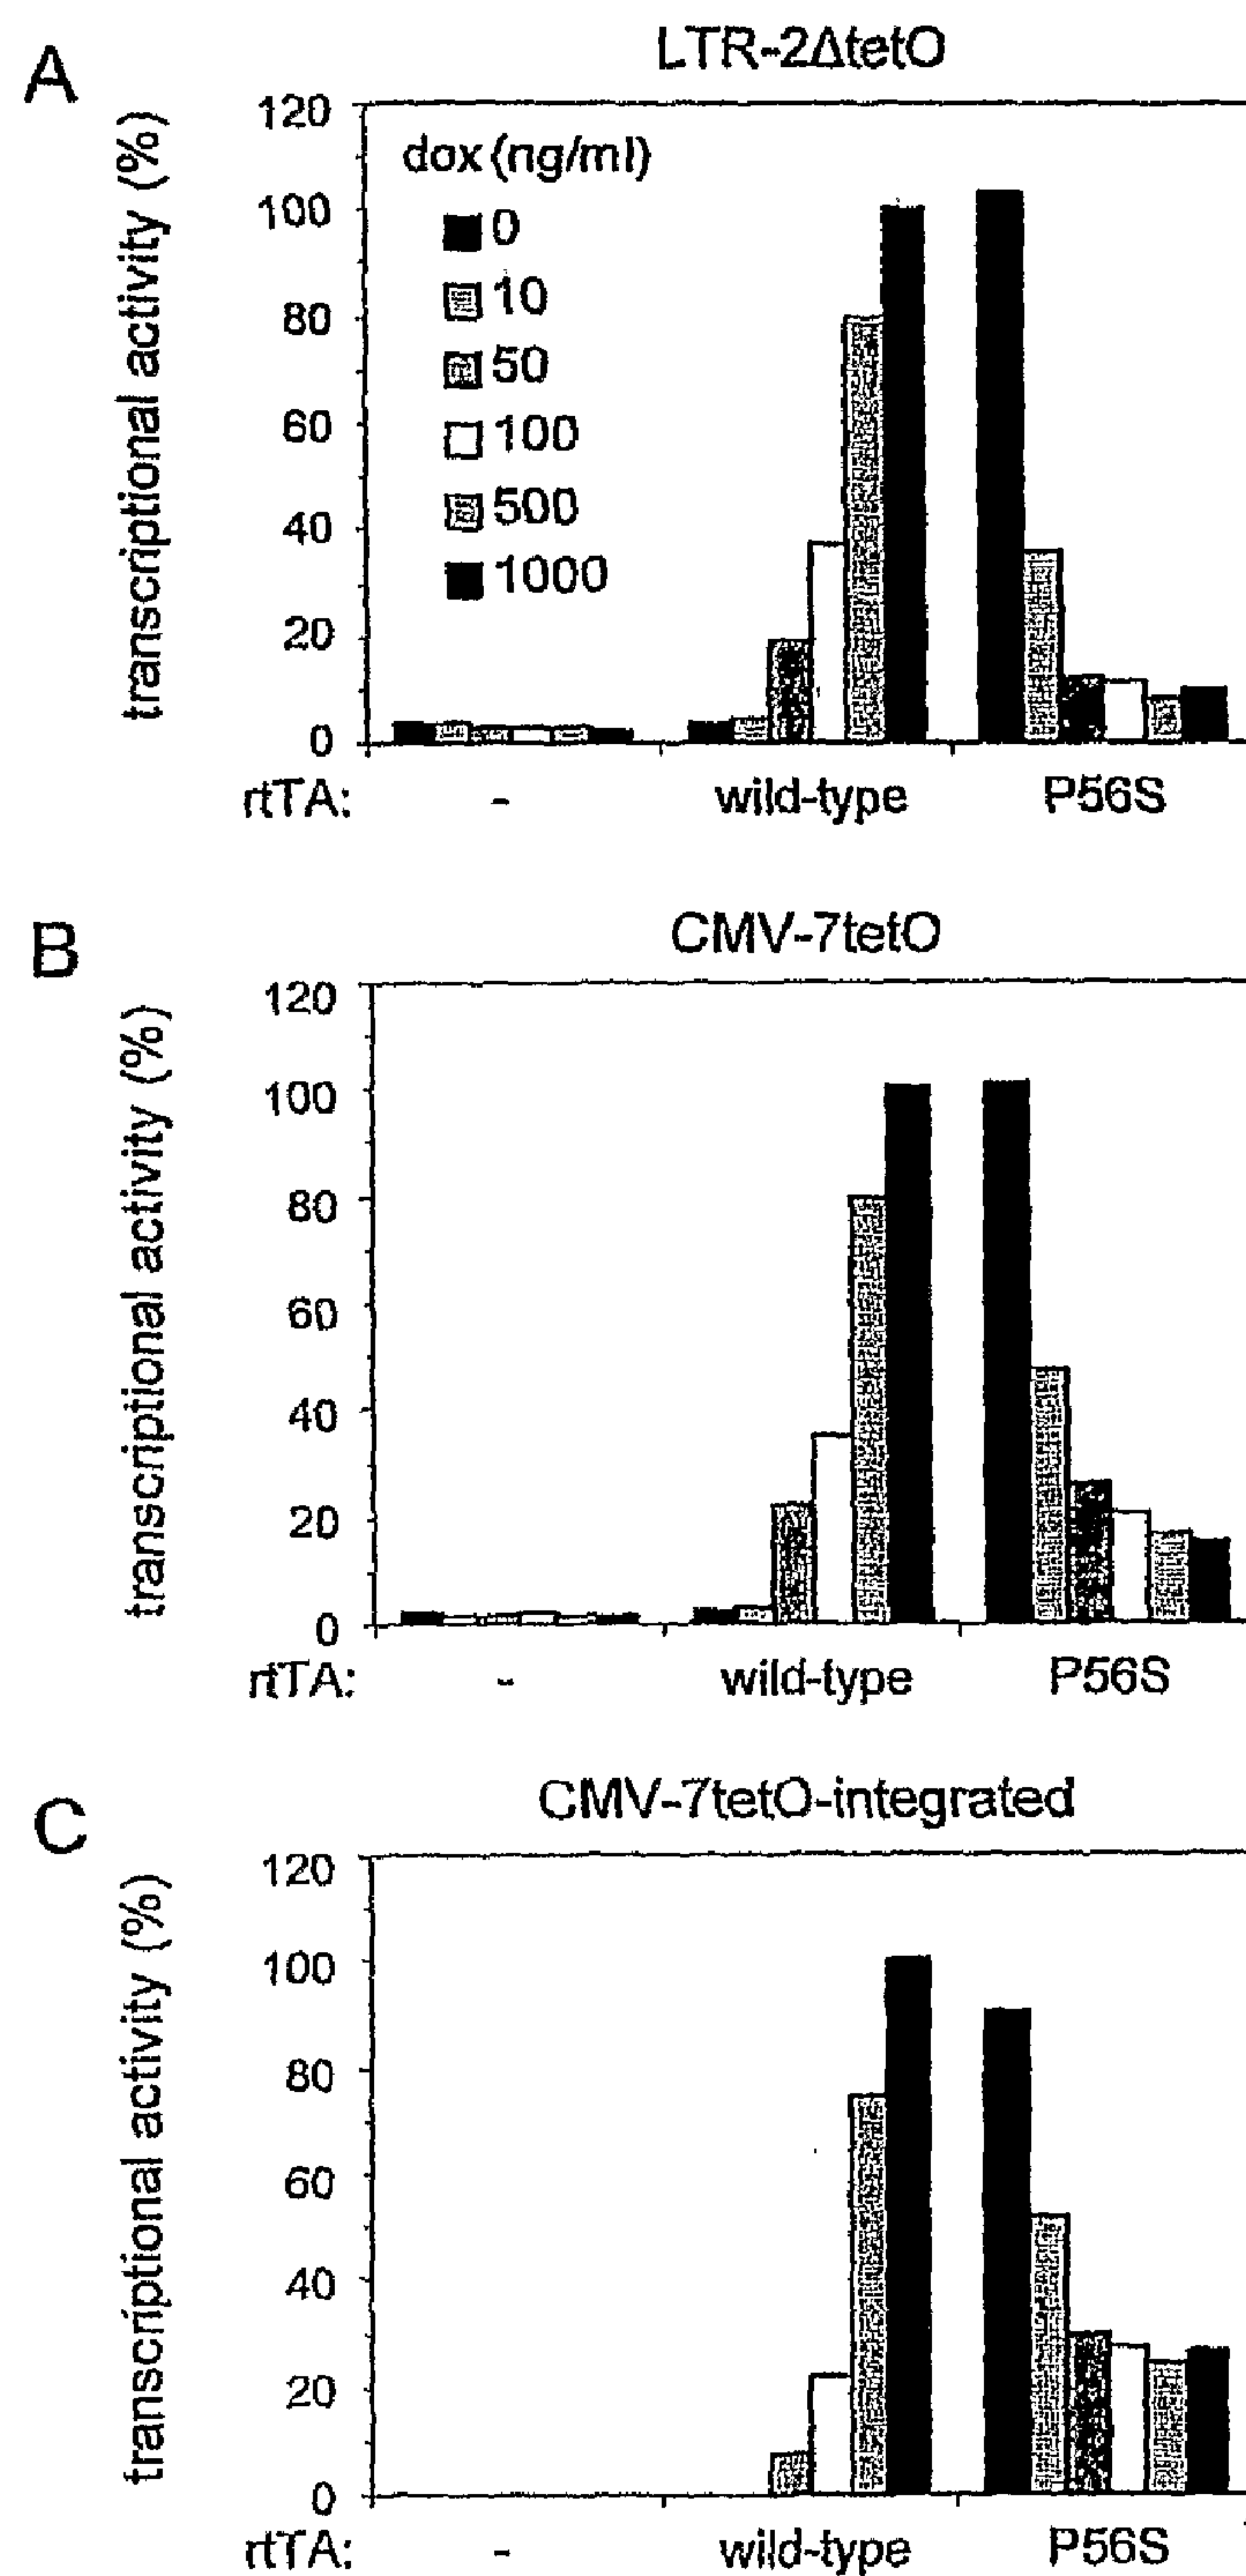 A
LTR-2ΔtetO
transcriptional activity (%)
120
100
80
60
40
20
0
dox (ng/ml)
0
10
50
100
500
1000
rtTA: - wild-type P56S
B
CMV-7tetO
transcriptional activity (%)
120
100
80
60
40
20
0
rtTA: - wild-type P56S
C
CMV-7tetO-integrated
transcriptional activity (%)
120
100
80
60
40
20
0
rtTA: - wild-type P56S